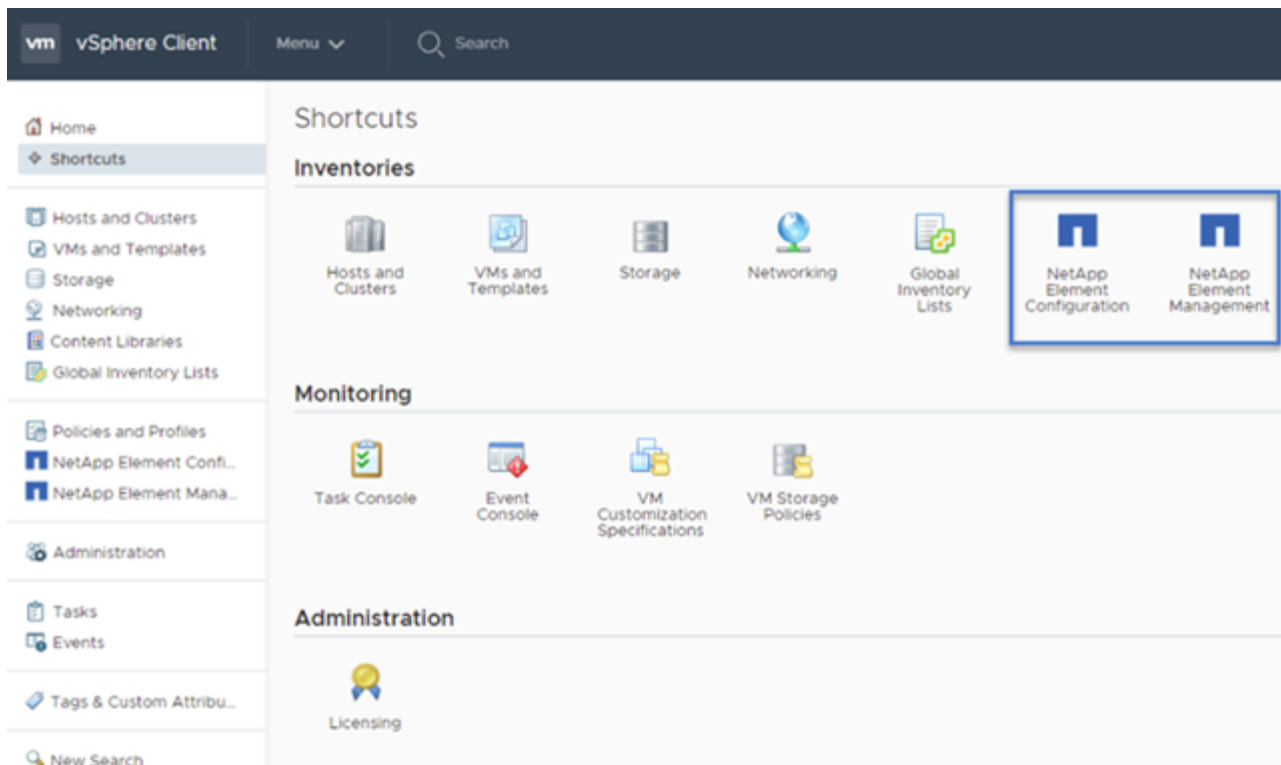 vm vSphere Client Menu Search
Home
Shortcuts
Hosts and Clusters
VMs and Templates
Storage
Networking
Content Libraries
Global Inventory Lists
Policies and Profiles
NetApp Element Confi...
NetApp Element Mana...
Administration
Tasks
Events
Tags & Custom Attribu...
New Search
Shortcuts
Inventories
Hosts and
Clusters
VMs and
Templates
Storage
Networking
Global
Inventory
Lists
NetApp
Element
Configuration
NetApp
Element
Management
Monitoring
Task Console
Event
Console
VM
Customization
Specifications
VM Storage
Policies
Administration
Licensing